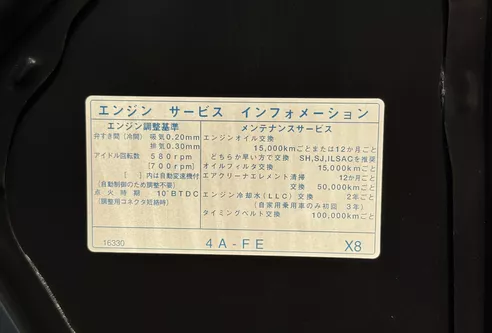 エンジン サービス インフォメーション
エンジン調整基準
弁すき間(冷間) 吸気0.20mm
排気0.30mm
アイドル回転数 580rpm
[700rpm]
[ ]内は自動変速機付
(自動制御のため調整不要)
点火時期 10°BTDC
(調整用コネクタ短絡時)
メンテナンスサービス
エンジンオイル交換
15,000kmごとまたは12か月ごと
どちらか早い方で交換 SH,SJ,ILSACを推奨
オイルフィルタ交換 15,000kmごと
エアクリーナエレメント清掃 12か月ごと
交換 50,000kmごと
エンジン冷却水(LLC)交換 2年ごと
(自家用乗用車のみ初回 3年)
タイミングベルト交換 100,000kmごと
16330
4A-FE
X8